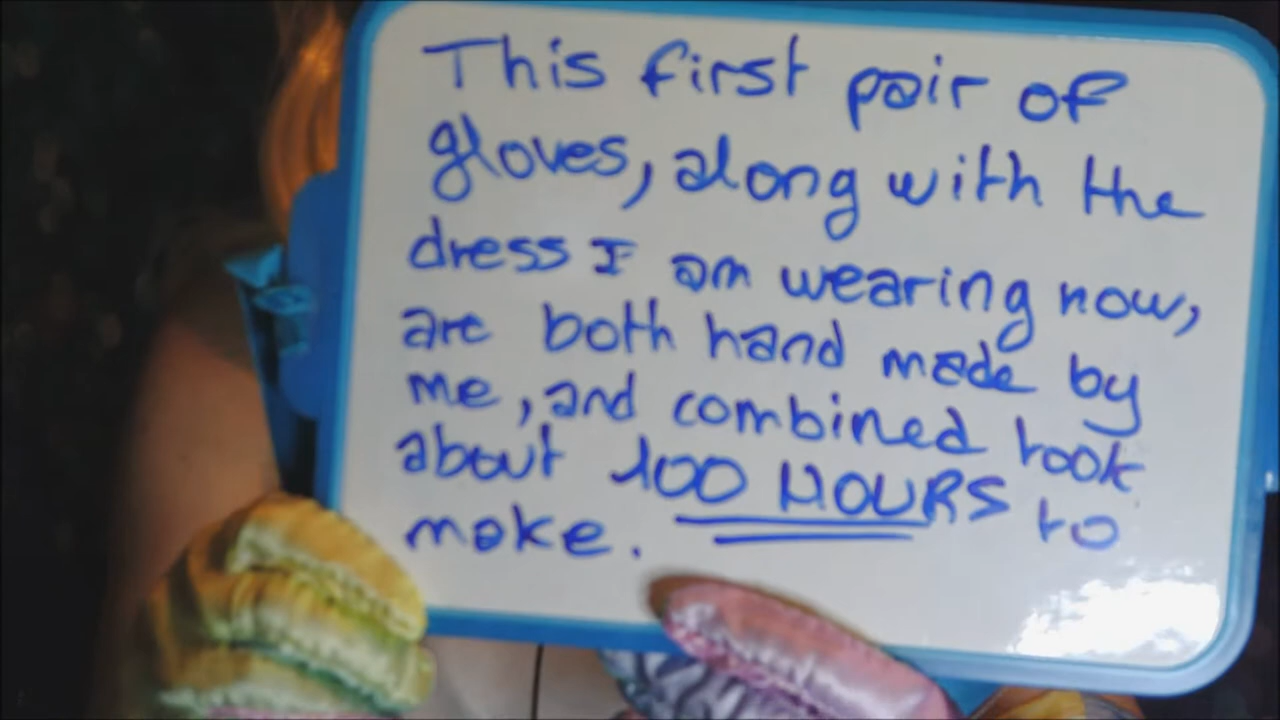 This first pair of
gloves, along with the
dress I am wearing now,
are both hand made by
me, and combined took
about 100 HOURS to
make.